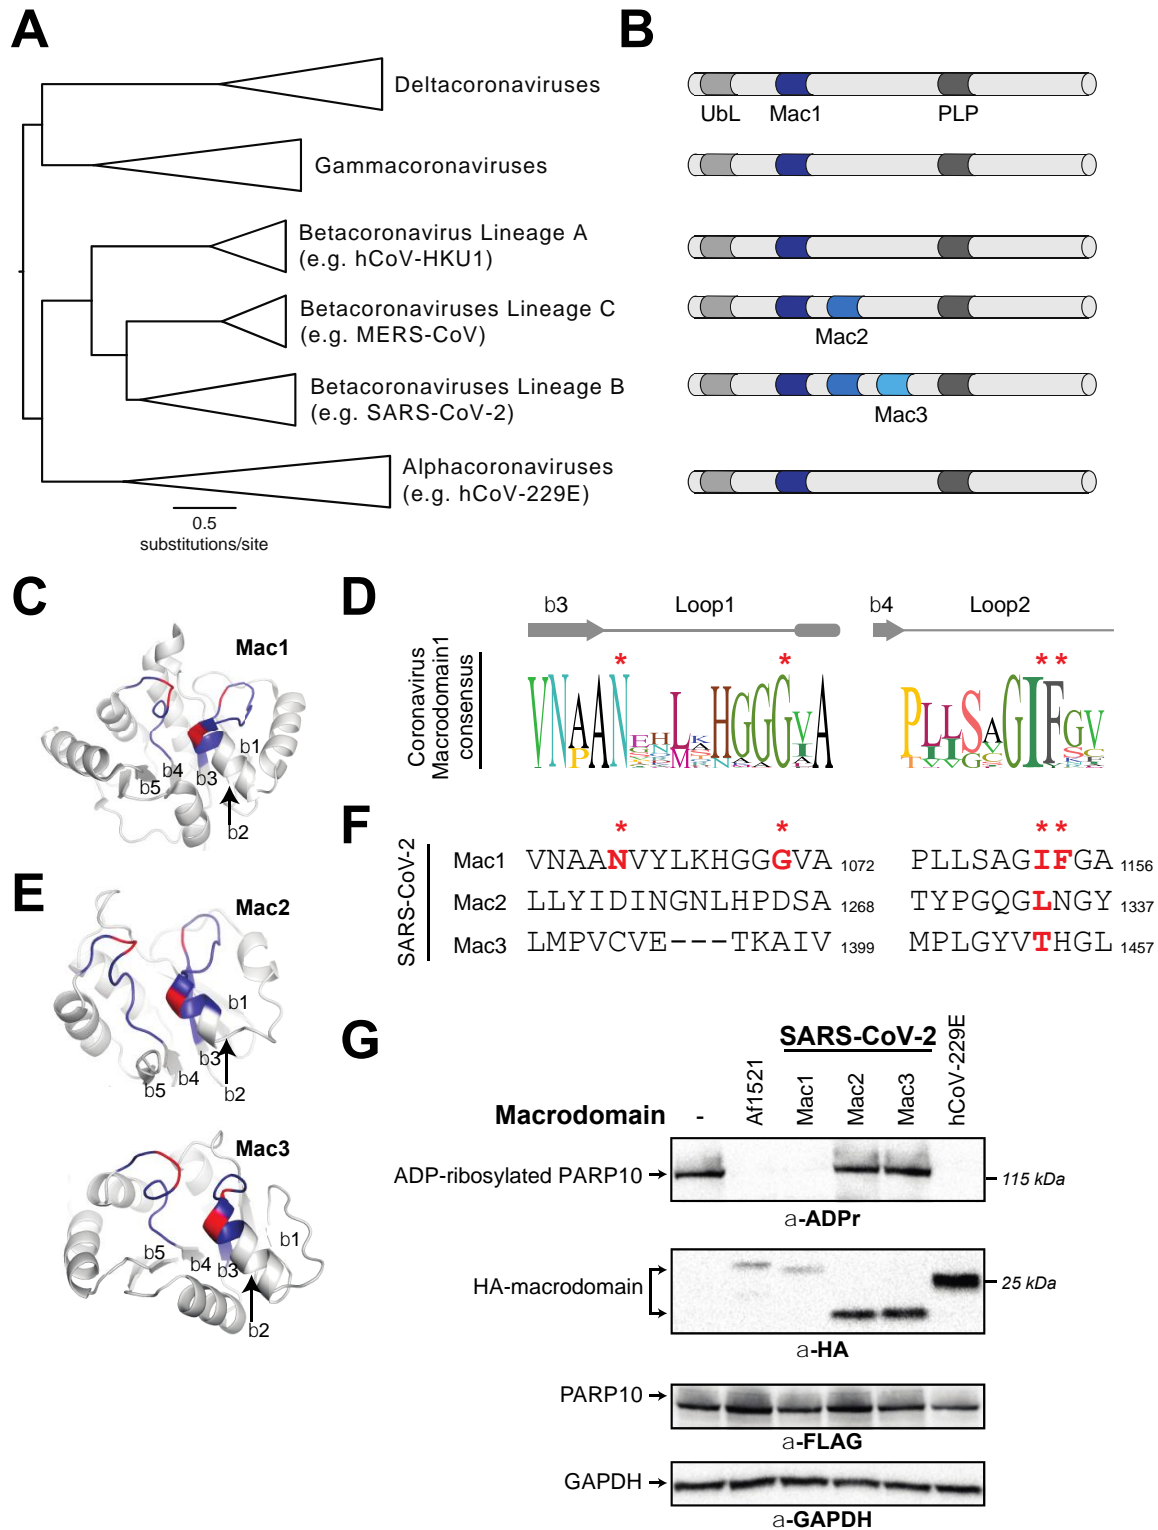 A
B
Deltacoronaviruses
UbL Mac1 PLP
Gammacoronaviruses
Betacoronavirus Lineage A
(e.g. hCoV-HKU1)
Betacoronaviruses Lineage C
(e.g. MERS-CoV)
Mac2
Betacoronaviruses Lineage B
(e.g. SARS-CoV-2)
Mac3
Alphacoronaviruses
(e.g. hCoV-229E)
0.5
substitutions/site
C
Mac1
b1
b4
b5
b3
b2
D
b3 Loop1 b4 Loop2
Coronavirus
Macrodomain1
consensus
* * * *
E
Mac2
b1
b3
b4
b5
b2
Mac3
b1
b5
b4
b3
b2
F
* * * *
SARS-CoV-2
Mac1 VNAANVYLKHGGGVA 1072 PLLSAGIFGA 1156
Mac2 LLYIDINGNLHPDSA 1268 TYPGQGLNGY 1337
Mac3 LMPVCVE---TKAIV 1399 MPLGYVTHGL 1457
G
SARS-CoV-2
Macrodomain - Af1521 Mac1 Mac2 Mac3 hCoV-229E
ADP-ribosylated PARP10
115 kDa
a-ADPr
HA-macrodomain
25 kDa
a-HA
PARP10
a-FLAG
GAPDH
a-GAPDH